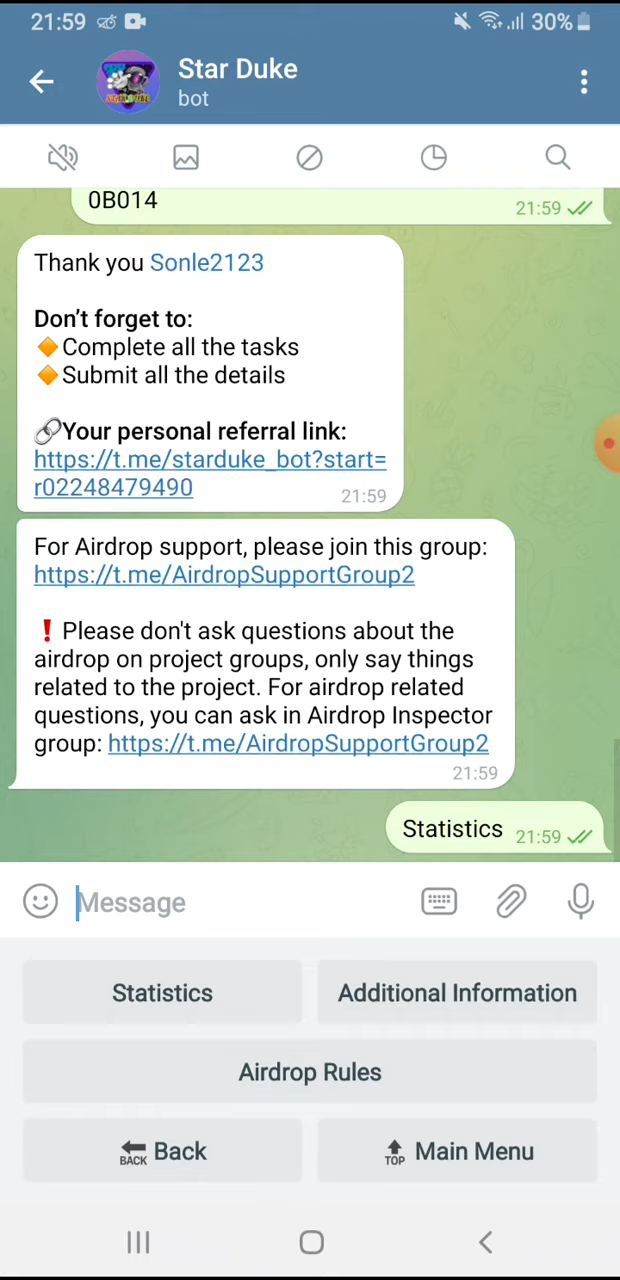 21:59
30%
Star Duke
bot
0B014
21:59
Thank you Sonle2123
Don't forget to:
🔸Complete all the tasks
🔸Submit all the details
🔗Your personal referral link:
https://t.me/starduke_bot?start=
r02248479490
21:59
For Airdrop support, please join this group:
https://t.me/AirdropSupportGroup2
❗ Please don't ask questions about the
airdrop on project groups, only say things
related to the project. For airdrop related
questions, you can ask in Airdrop Inspector
group: https://t.me/AirdropSupportGroup2
21:59
Statistics 21:59
Message
Statistics
Additional Information
Airdrop Rules
BACK Back
TOP Main Menu